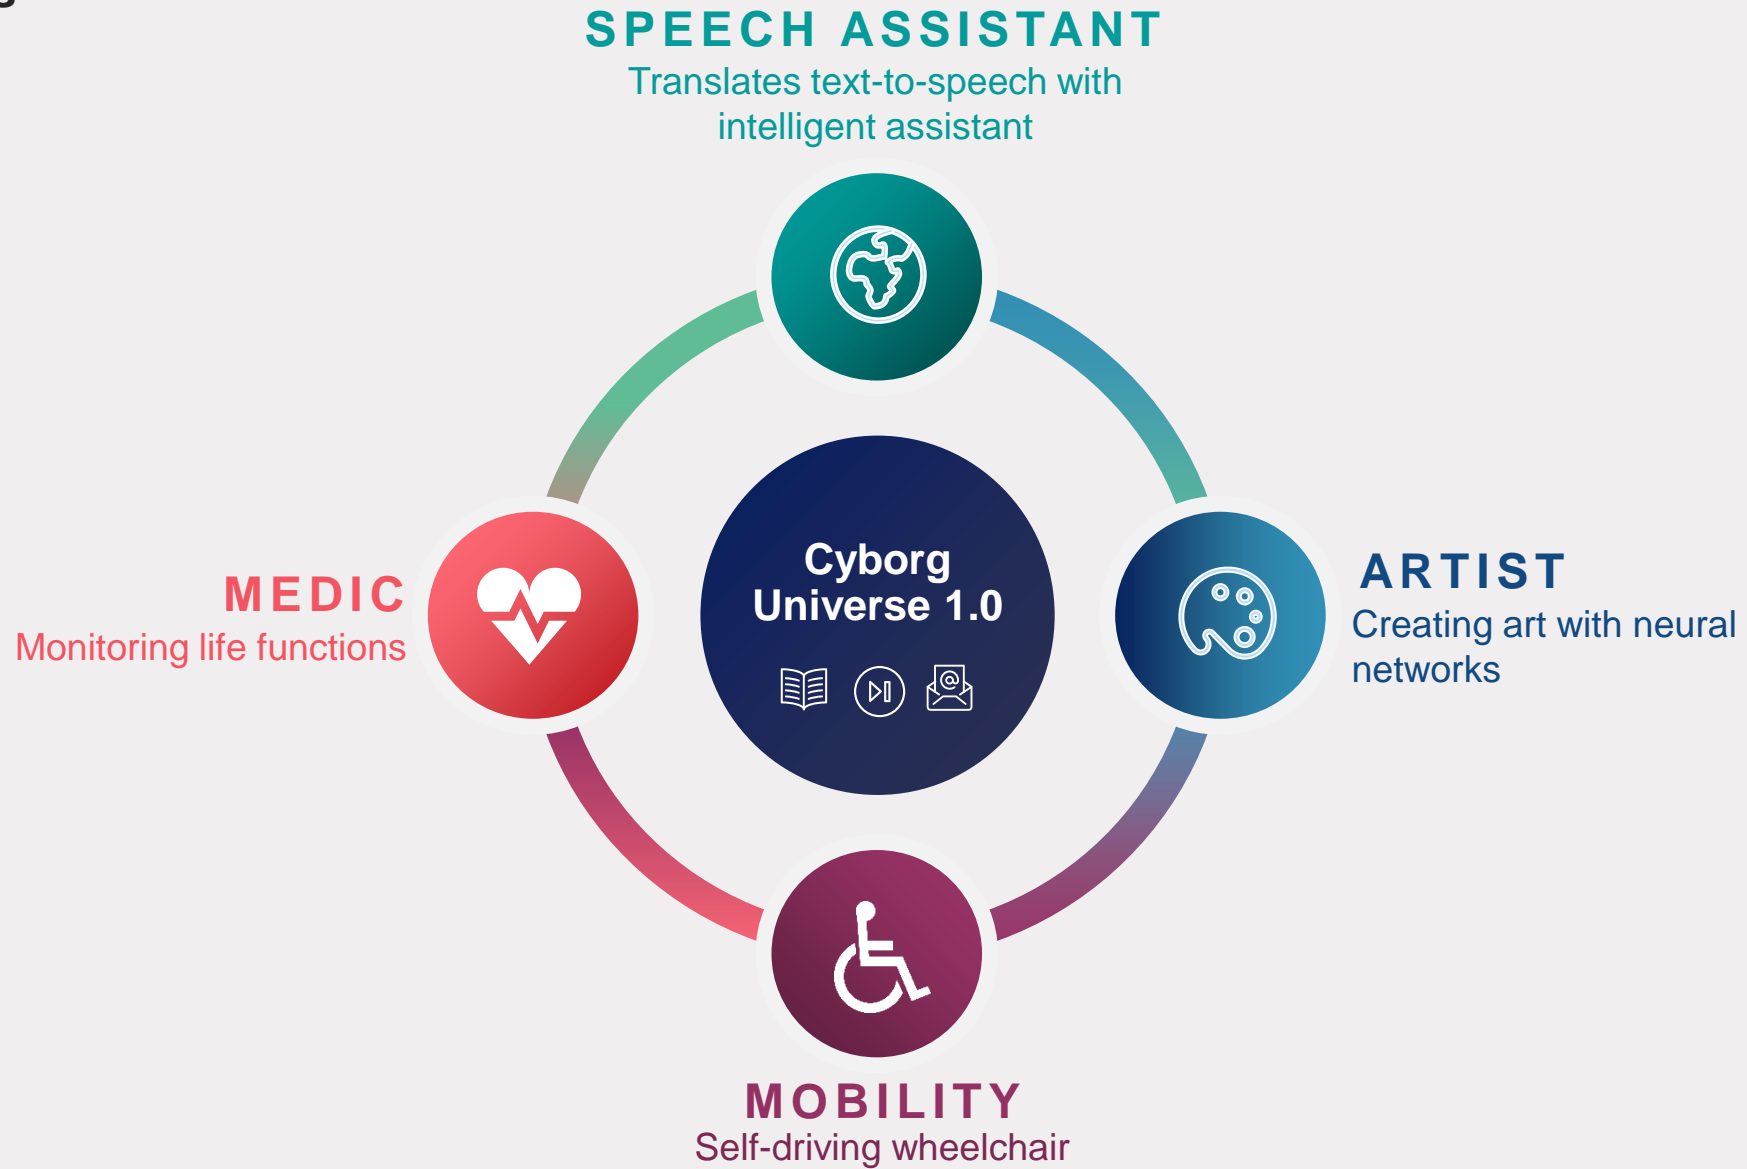 SPEECH ASSISTANT
Translates text-to-speech with
intelligent assistant
Cyborg
Universe 1.0
MEDIC
Monitoring life functions
ARTIST
Creating art with neural
networks
MOBILITY
Self-driving wheelchair